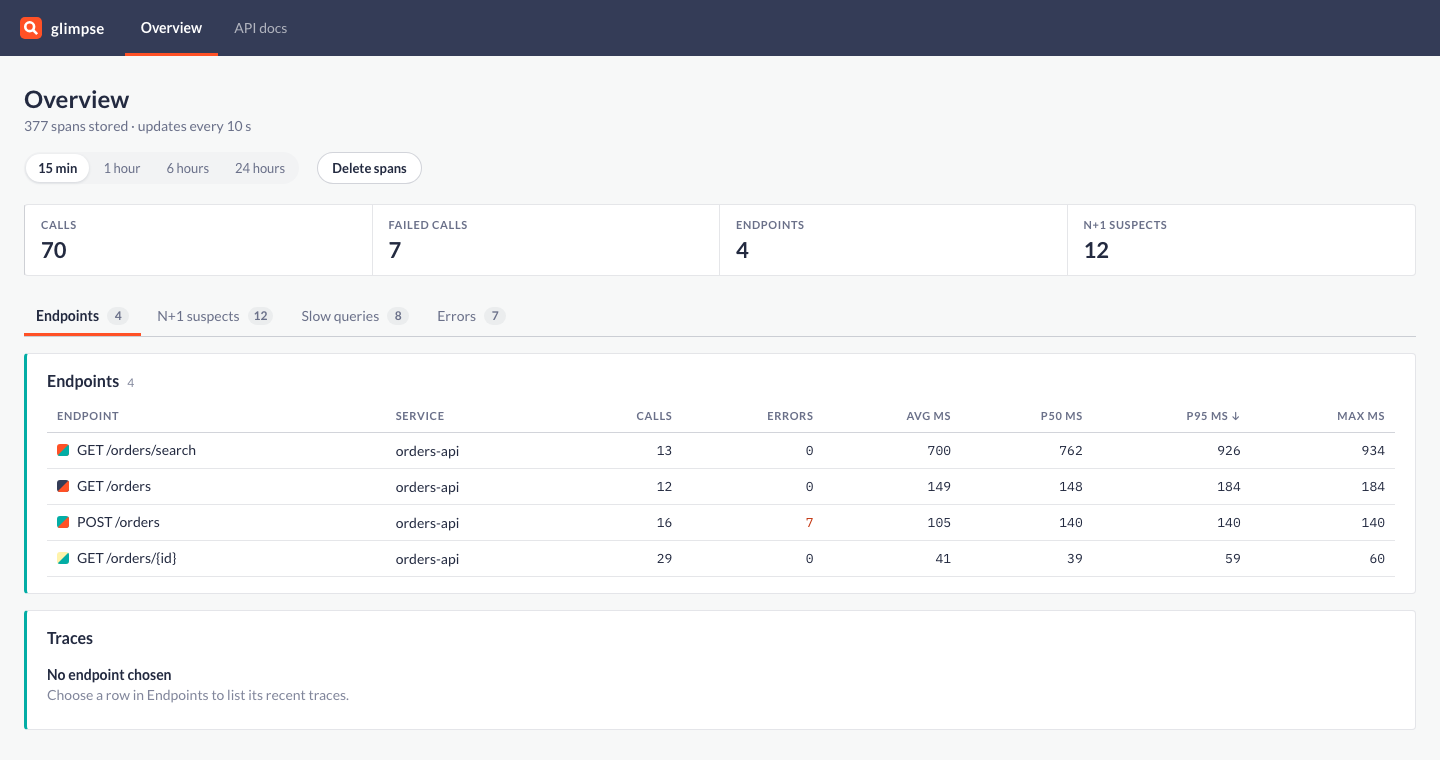 glimpse Overview API docs
Overview
377 spans stored · updates every 10 s
15 min 1 hour 6 hours 24 hours Delete spans
CALLS FAILED CALLS ENDPOINTS N+1 SUSPECTS
70 7 4 12
Endpoints 4 N+1 suspects 12 Slow queries 8 Errors 7
Endpoints 4
ENDPOINT SERVICE CALLS ERRORS AVG MS P50 MS P95 MS ↓ MAX MS
GET /orders/search orders-api 13 0 700 762 926 934
GET /orders orders-api 12 0 149 148 184 184
POST /orders orders-api 16 7 105 140 140 140
GET /orders/{id} orders-api 29 0 41 39 59 60
Traces
No endpoint chosen
Choose a row in Endpoints to list its recent traces.